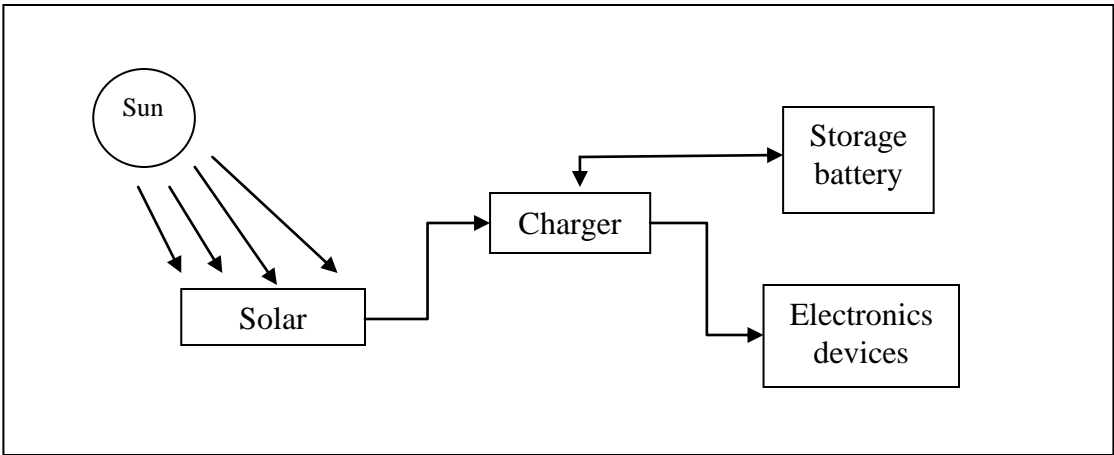 Sun
Storage
battery
Charger
Solar
Electronics
devices